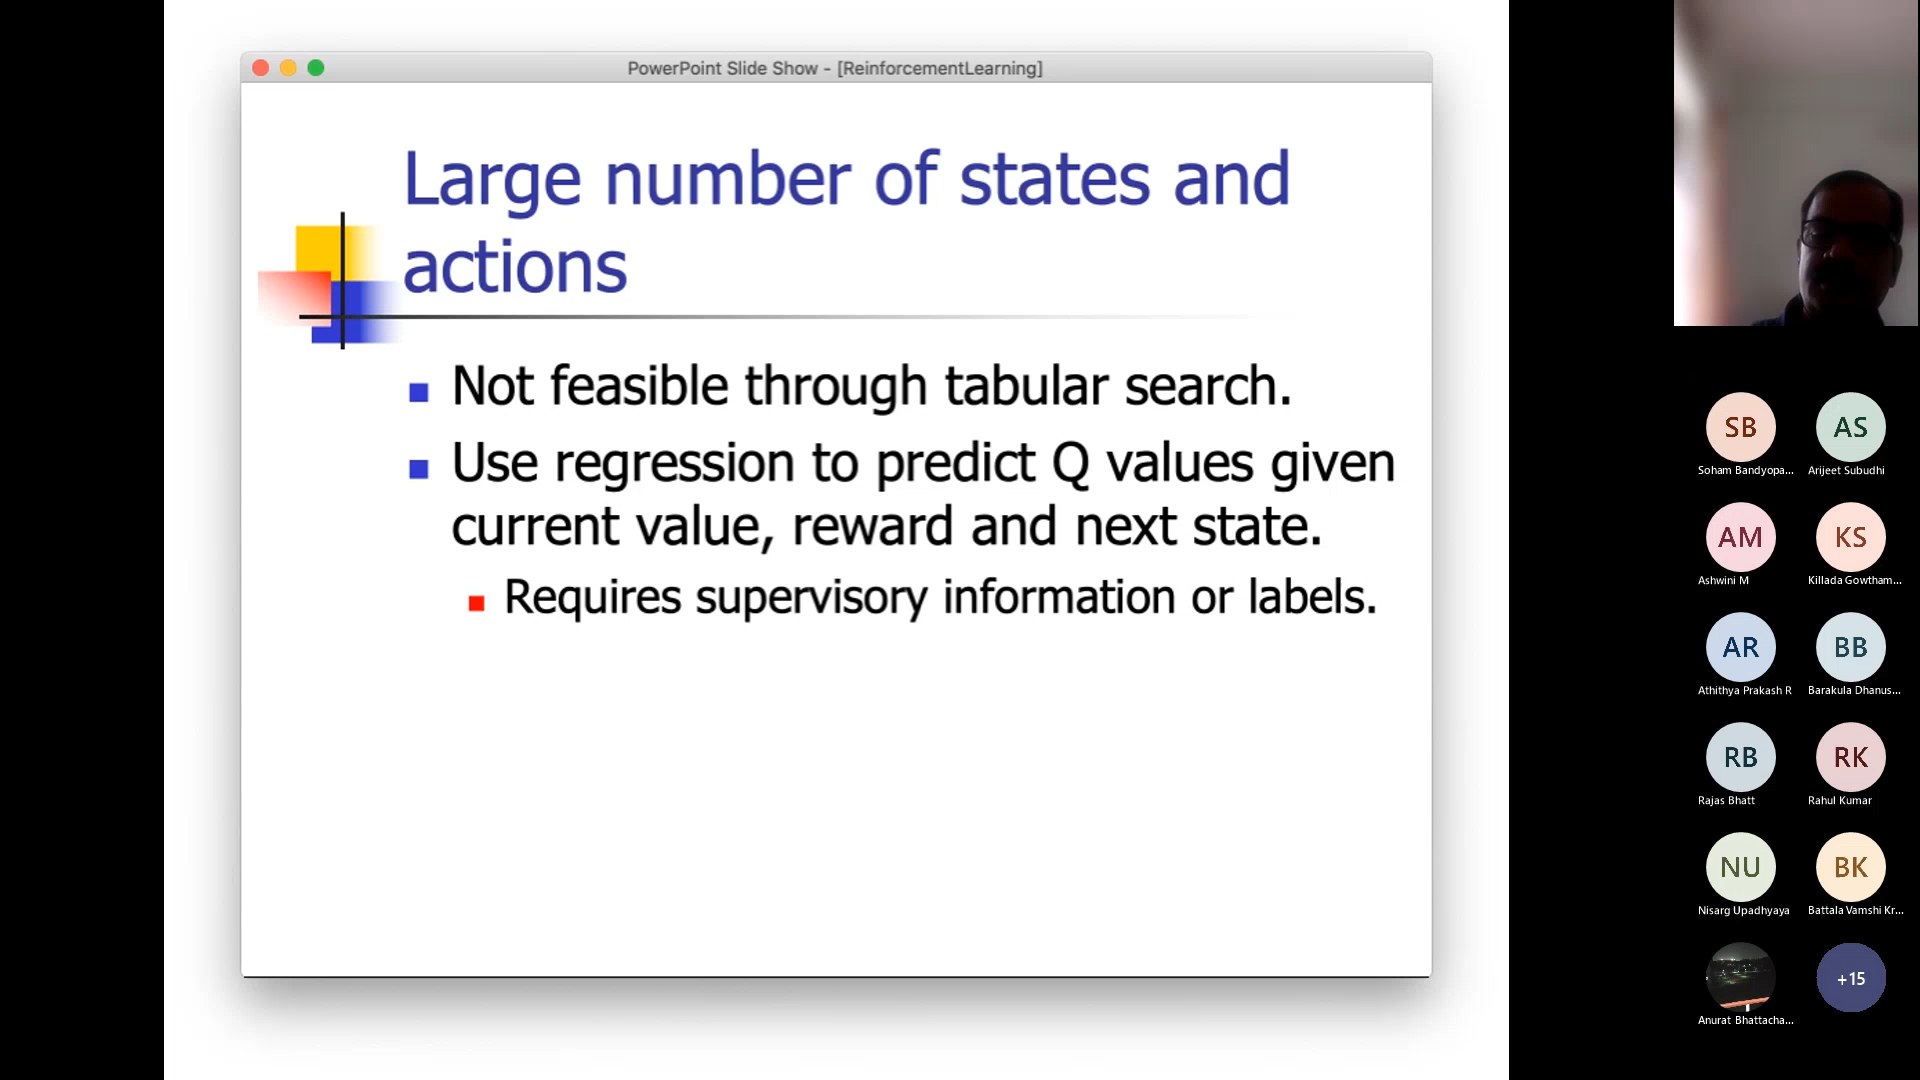 PowerPoint Slide Show - [ReinforcementLearning]
Large number of states and
actions
Not feasible through tabular search.
Use regression to predict Q values given
current value, reward and next state.
Requires supervisory information or labels.
SB
AS
Soham Bandyopa...
Arijeet Subudhi
AM
KS
Ashwini M
Killada Gowtham...
AR
BB
Athithya Prakash R
Barakula Dhanus...
RB
RK
Rajas Bhatt
Rahul Kumar
NU
BK
Nisarg Upadhyaya
Battala Vamshi Kr...
+15
Anurat Bhattacha...